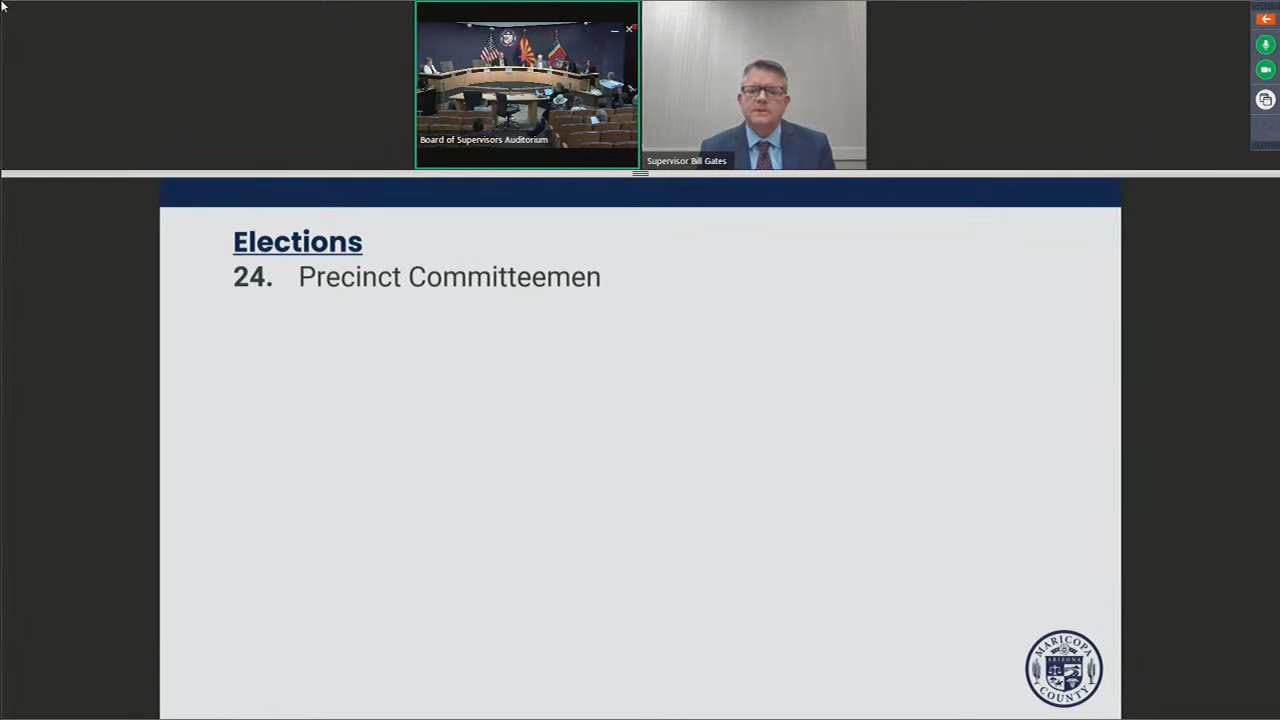 Board of Supervisors Auditorium
Supervisor Bill Gates
Elections
24. Precinct Committeemen
MARICOPA
ARIZONA
COUNTY